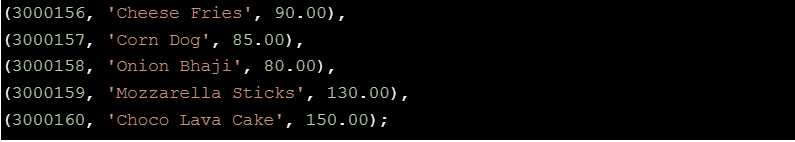 (3000156, 'Cheese Fries', 90.00),
(3000157, 'Corn Dog', 85.00),
(3000158, 'Onion Bhaji', 80.00),
(3000159, 'Mozzarella Sticks', 130.00),
(3000160, 'Choco Lava Cake', 150.00);